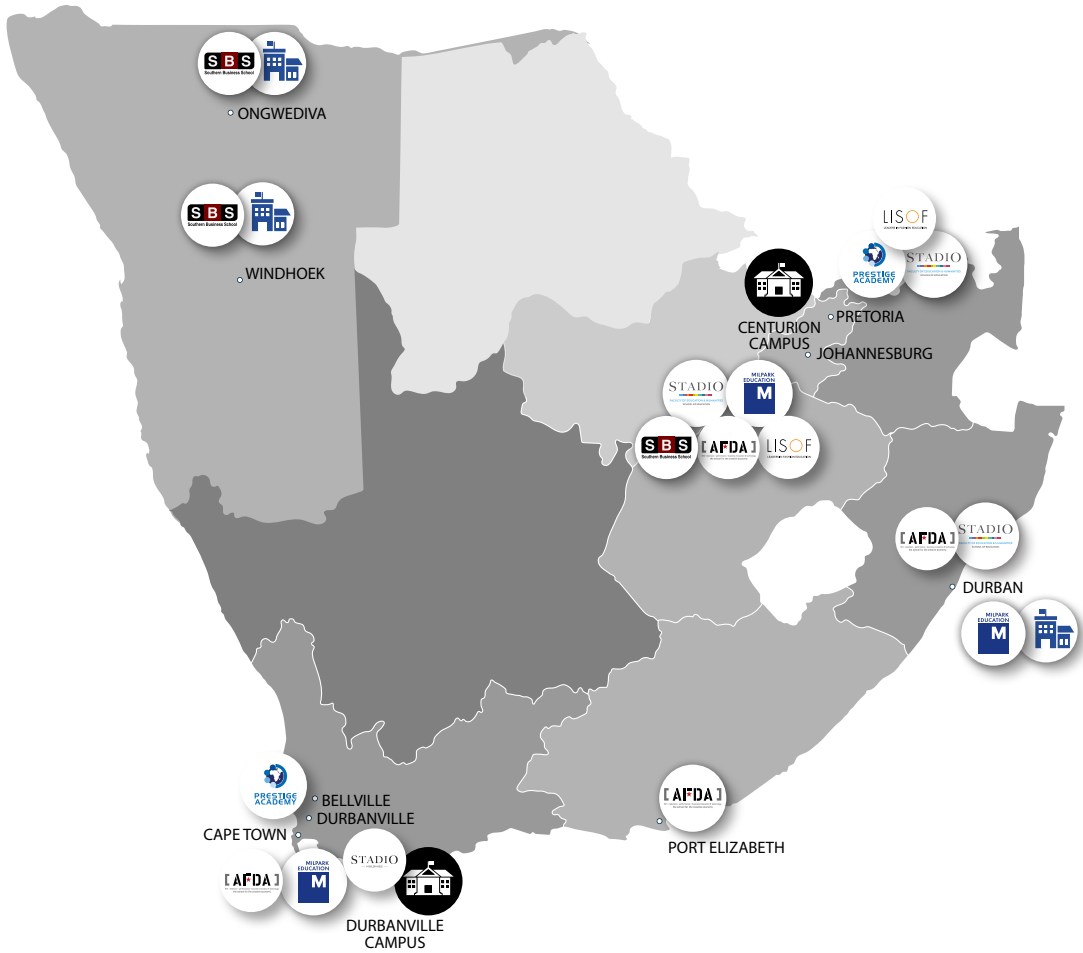 SBS
Southern Business School
ONGWEDIVA
SBS
Southern Business School
WINDHOEK
LISOF
PRESTIGE
ACADEMY
STADIO
CENTURION
CAMPUS
PRETORIA
JOHANNESBURG
STADIO
MILPARK
EDUCATION
M
SBS
Southern Business School
[AFDA]
LISOF
[AFDA]
STADIO
DURBAN
MILPARK
EDUCATION
M
PRESTIGE
ACADEMY
BELLVILLE
DURBANVILLE
CAPE TOWN
[AFDA]
PORT ELIZABETH
[AFDA]
MILPARK
EDUCATION
M
STADIO
DURBANVILLE
CAMPUS